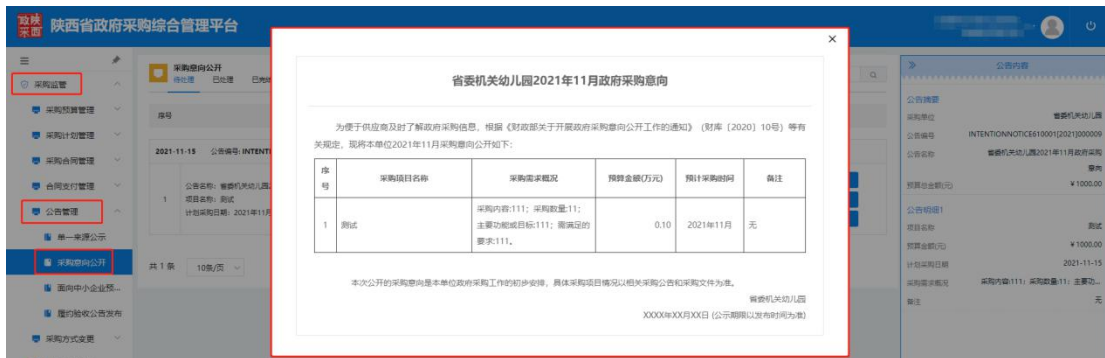 陕西省政府采购综合管理平台
采购监管
采购预算管理
采购计划管理
采购合同管理
合同支付管理
公告管理
单一来源公示
采购意向公开
面向中小企业预...
履约验收公告发布
采购方式变更
采购意向公开
待处理 已处理
序号
2021-11-15 公告编号: INTENTI
公告名称: 省委机关幼儿园2
1 项目名称: 测试
计划采购日期: 2021年11月
共 1 条 10条/页
×
省委机关幼儿园2021年11月政府采购意向
为便于供应商及时了解政府采购信息，根据《财政部关于开展政府采购意向公开工作的通知》（财库〔2020〕10号）等有
关规定，现将本单位2021年11月采购意向公开如下：
序号 采购项目名称 采购需求概况 预算金额(万元) 预计采购时间 备注
1 测试 采购内容:111；采购数量:11； 0.10 2021年11月 无
主要功能或目标:111；需满足的
要求:111。
本次公开的采购意向是本单位政府采购工作的初步安排，具体采购项目情况以相关采购公告和采购文件为准。
省委机关幼儿园
XXXX年XX月XX日 (公示期限以发布时间为准)
公告内容
公告摘要
采购单位 省委机关幼儿园
公告编号 INTENTIONNOTICE610001[2021]000009
公告名称 省委机关幼儿园2021年11月政府采购
意向
预算总金额(元) ¥ 1000.00
公告明细1
项目名称 测试
预算金额(元) ¥ 1000.00
计划采购日期 2021-11-15
采购需求概况 采购内容:111；采购数量:11；主要功...
备注 无